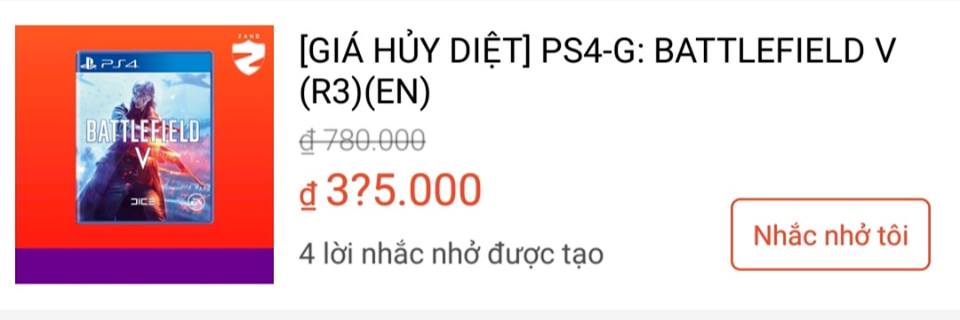 ZAND
PS4
BATTLEFIELD
V
DICE
EA
[GIÁ HỦY DIỆT] PS4-G: BATTLEFIELD V
(R3)(EN)
₫ 780.000
₫ 3?5.000
4 lời nhắc nhở được tạo
Nhắc nhở tôi